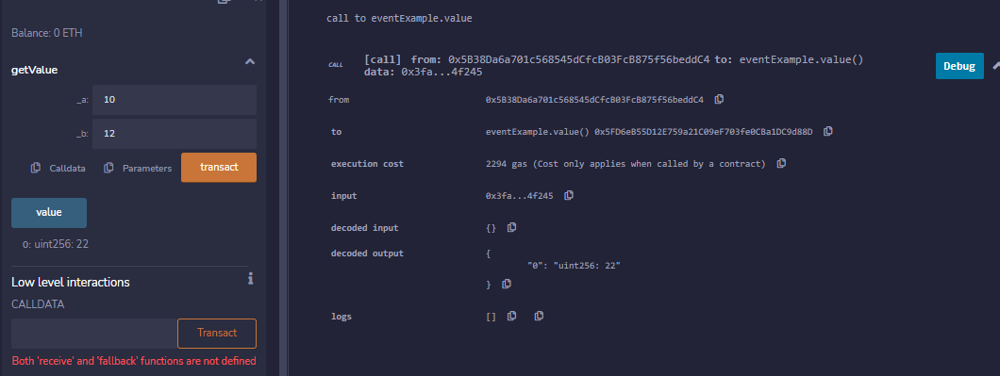 Balance: 0 ETH
getValue
_a: 10
_b: 12
Calldata Parameters transact
value
0: uint256: 22
Low level interactions
CALLDATA
Transact
Both 'receive' and 'fallback' functions are not defined
call to eventExample.value
CALL [call] from: 0x5B38Da6a701c568545dCfcB03FcB875f56beddC4 to: eventExample.value()
data: 0x3fa...4f245
Debug
from 0x5B38Da6a701c568545dCfcB03FcB875f56beddC4
to eventExample.value() 0x5FD6eB55D12E759a21C09eF703fe0CBa1DC9d88D
execution cost 2294 gas (Cost only applies when called by a contract)
input 0x3fa...4f245
decoded input {}
decoded output {
"0": "uint256: 22"
}
logs []